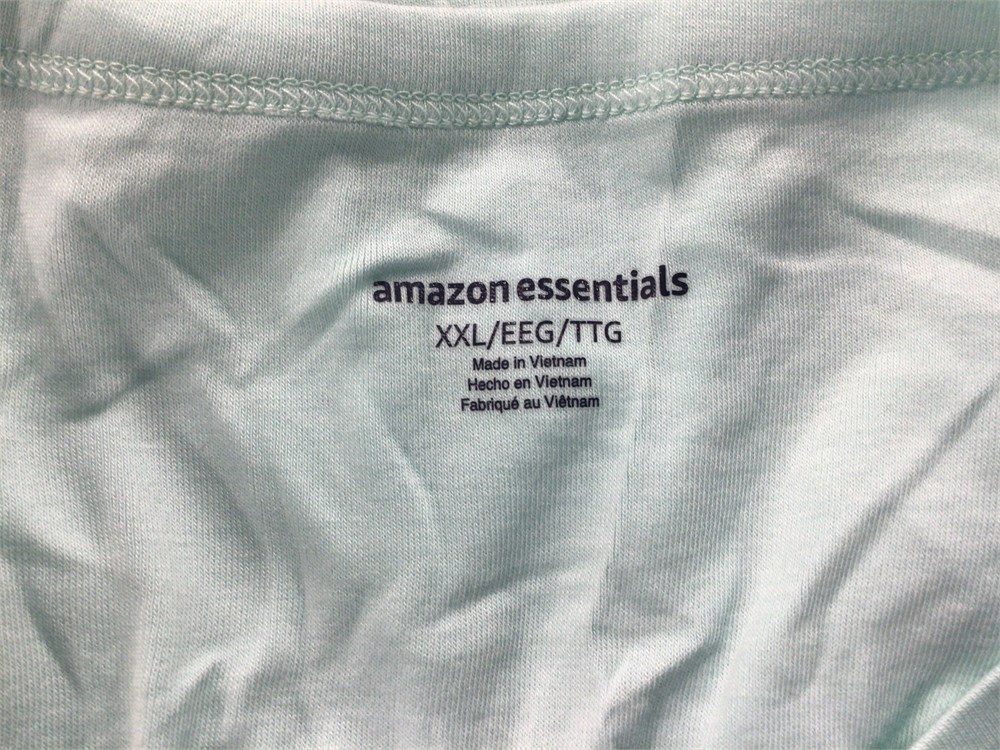 amazon essentials
XXL/EEG/TTG
Made in Vietnam
Hecho en Vietnam
Fabriqué au Viêtnam